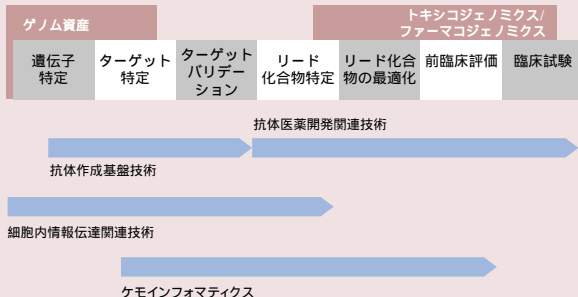 ゲノム資産
トキシコジェノミクス/
ファーマコジェノミクス
遺伝子
特定
ターゲット
特定
ターゲット
バリデー
ション
リード
化合物特定
リード化合
物の最適化
前臨床評価
臨床試験
抗体医薬開発関連技術
抗体作成基盤技術
細胞内情報伝達関連技術
ケモインフォマティクス